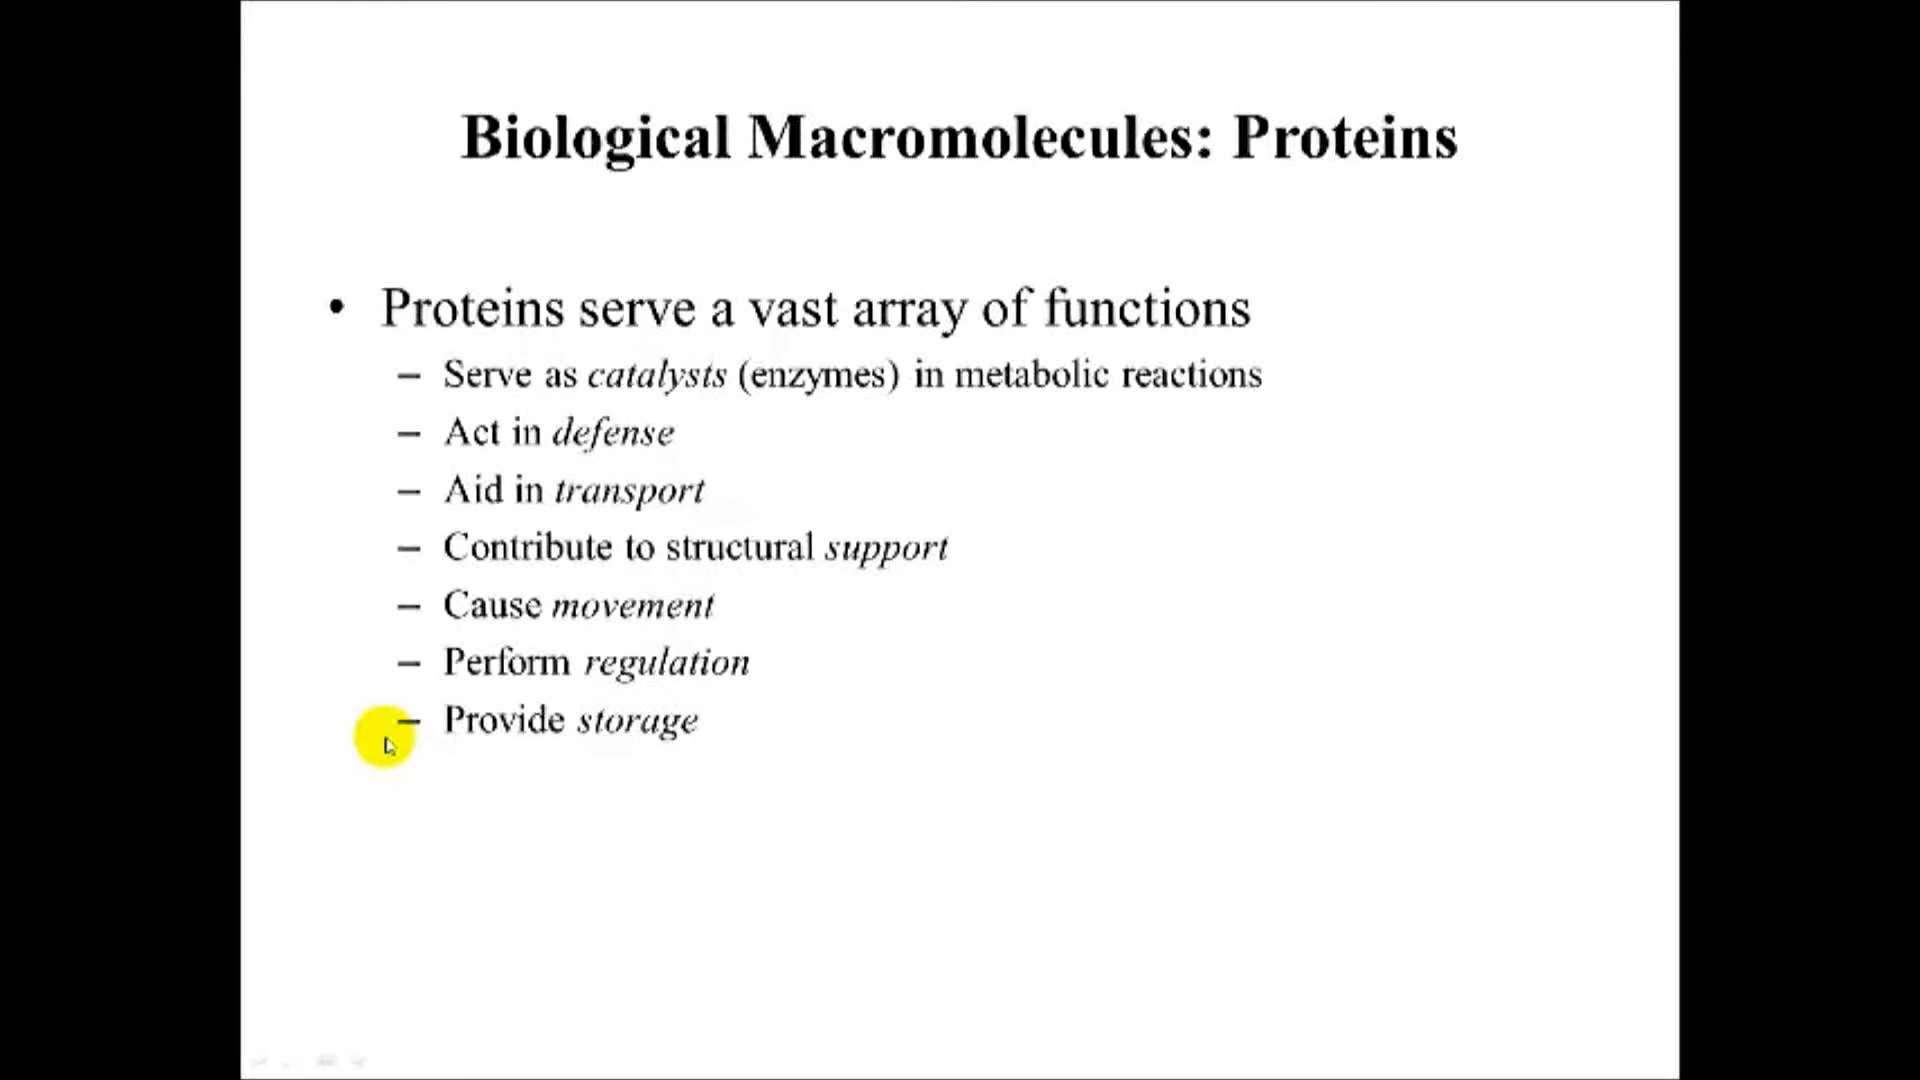 Biological Macromolecules: Proteins
• Proteins serve a vast array of functions
– Serve as catalysts (enzymes) in metabolic reactions
– Act in defense
– Aid in transport
– Contribute to structural support
– Cause movement
– Perform regulation
– Provide storage